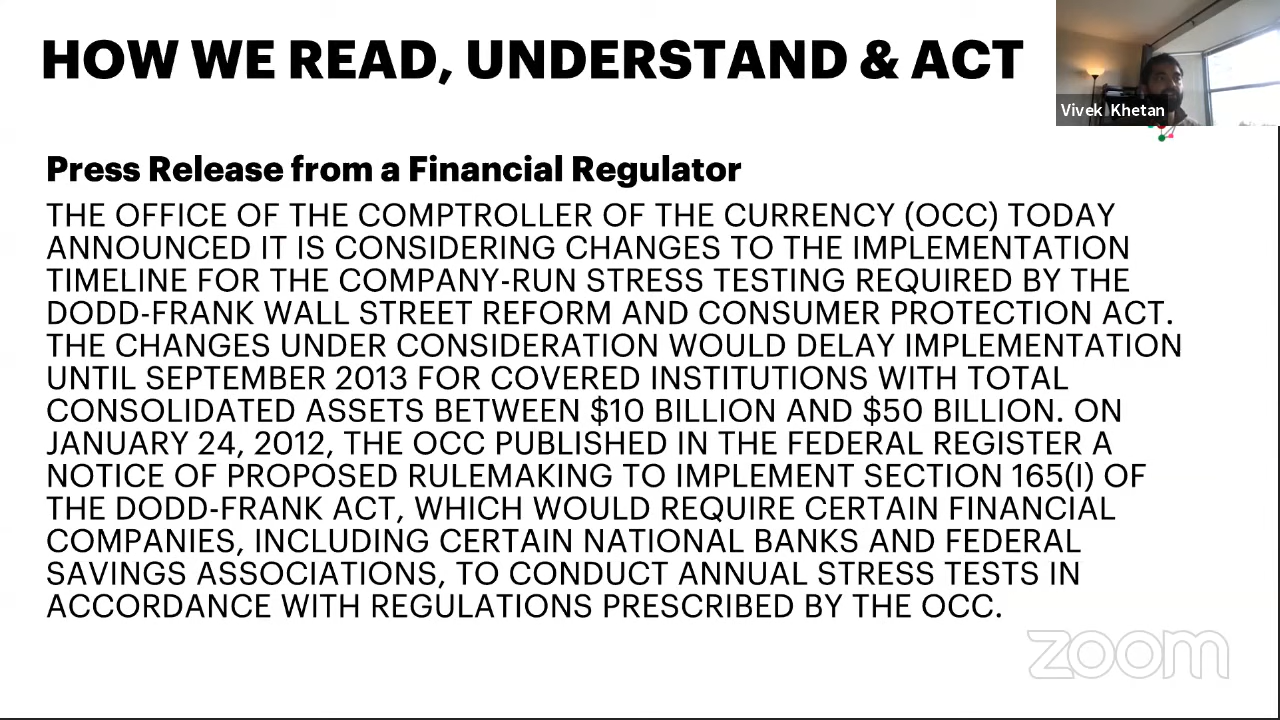 HOW WE READ, UNDERSTAND & ACT
Vivek Khetan
Press Release from a Financial Regulator
THE OFFICE OF THE COMPTROLLER OF THE CURRENCY (OCC) TODAY
ANNOUNCED IT IS CONSIDERING CHANGES TO THE IMPLEMENTATION
TIMELINE FOR THE COMPANY-RUN STRESS TESTING REQUIRED BY THE
DODD-FRANK WALL STREET REFORM AND CONSUMER PROTECTION ACT.
THE CHANGES UNDER CONSIDERATION WOULD DELAY IMPLEMENTATION
UNTIL SEPTEMBER 2013 FOR COVERED INSTITUTIONS WITH TOTAL
CONSOLIDATED ASSETS BETWEEN $10 BILLION AND $50 BILLION. ON
JANUARY 24, 2012, THE OCC PUBLISHED IN THE FEDERAL REGISTER A
NOTICE OF PROPOSED RULEMAKING TO IMPLEMENT SECTION 165(I) OF
THE DODD-FRANK ACT, WHICH WOULD REQUIRE CERTAIN FINANCIAL
COMPANIES, INCLUDING CERTAIN NATIONAL BANKS AND FEDERAL
SAVINGS ASSOCIATIONS, TO CONDUCT ANNUAL STRESS TESTS IN
ACCORDANCE WITH REGULATIONS PRESCRIBED BY THE OCC.
zoom